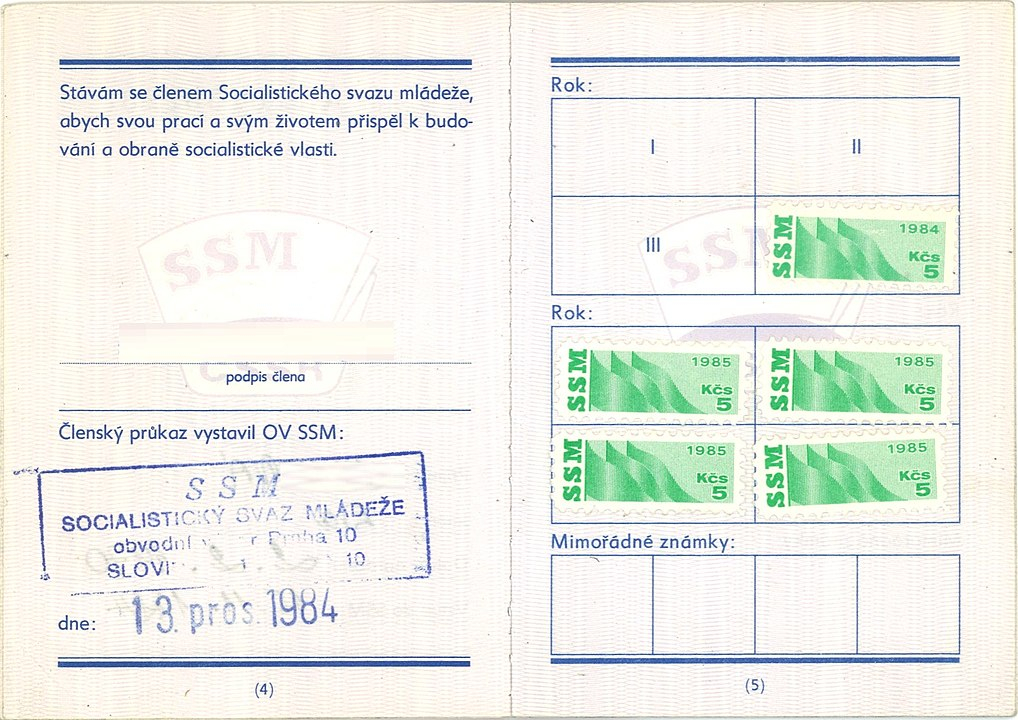 Stávám se členem Socialistického svazu mládeže,
abych svou prací a svým životem přispěl k budo-
vání a obraně socialistické vlasti.
SSM
podpis člena
Členský průkaz vystavil OV SSM:
SSM
SOCIALISTICKÝ SVAZ MLÁDEŽE
obvodní Praha 10
10
dne: 13. pros. 1984
(4)
Rok:
I II
III
SSM
SSM 1984 Kčs 5
Rok:
SSM 1985 Kčs 5
SSM 1985 Kčs 5
SSM 1985 Kčs 5
SSM 1985 Kčs 5
Mimořádné známky:
(5)